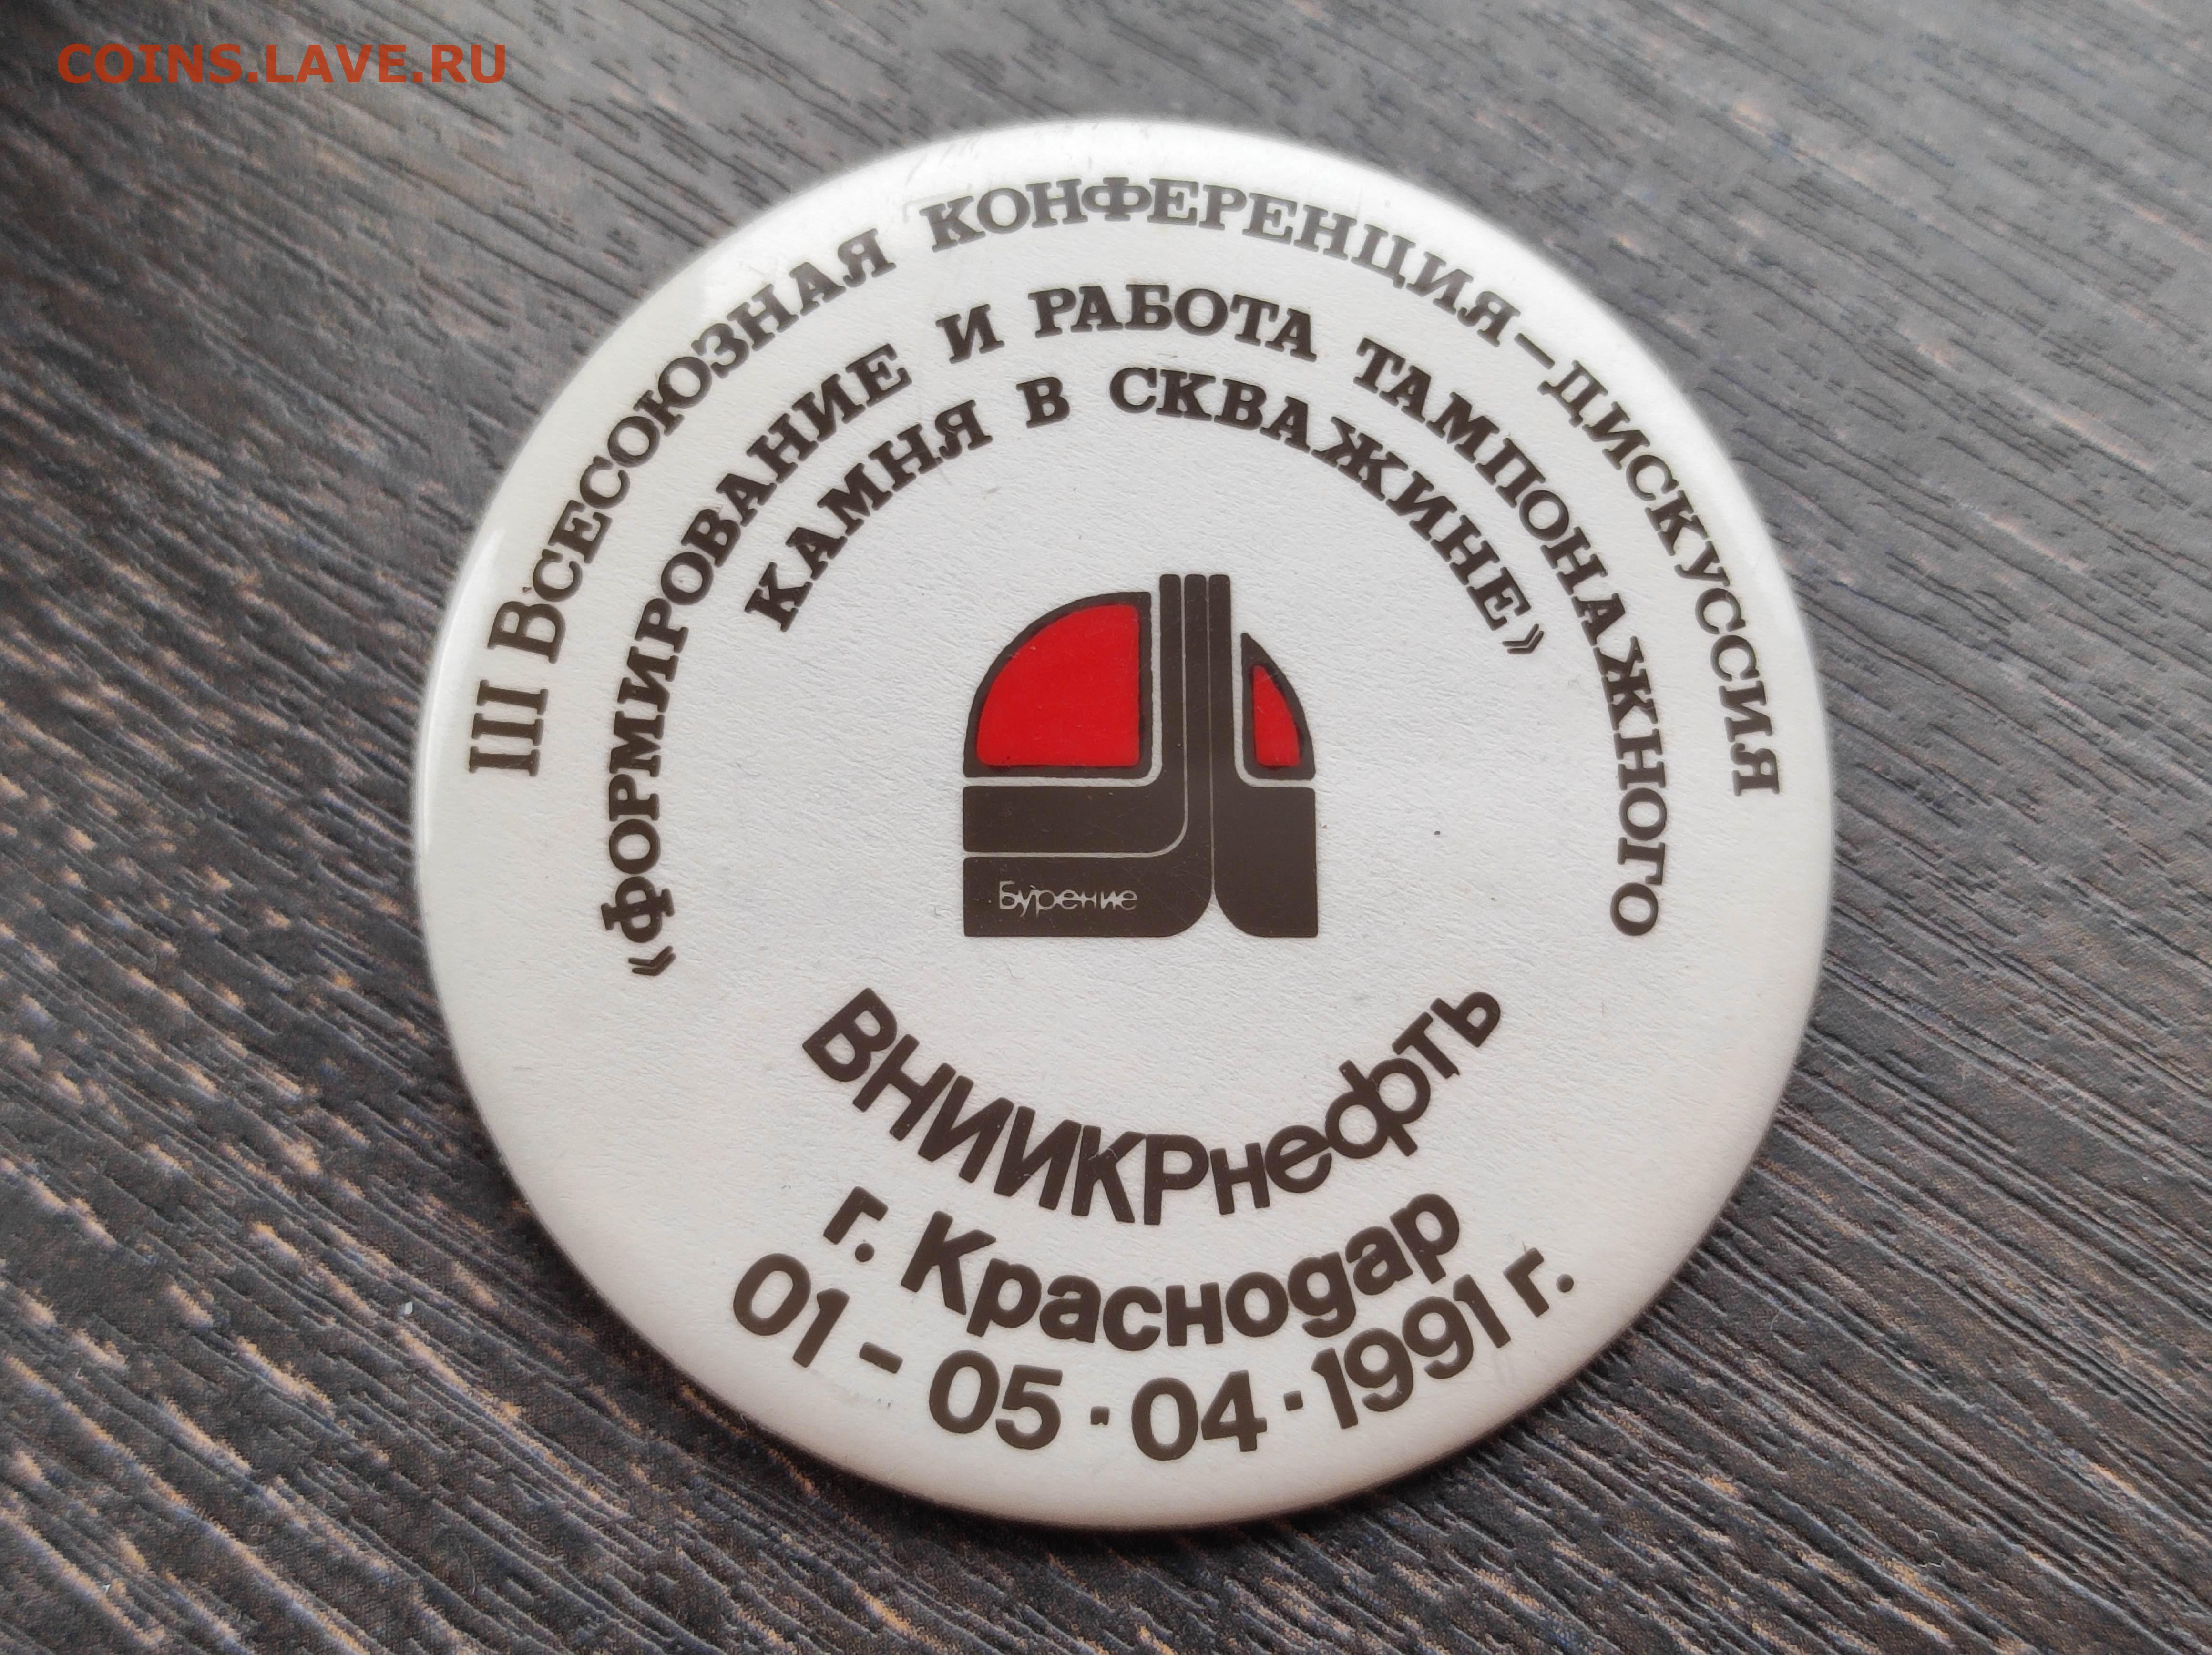 COINS.LAVE.RU
III Всесоюзная конференция–дискуссия
«Формирование и работа тампонажного
камня в скважине»
Бурение
ВНИИКРнефть
г. Краснодар
01 – 05 · 04 · 1991 г.